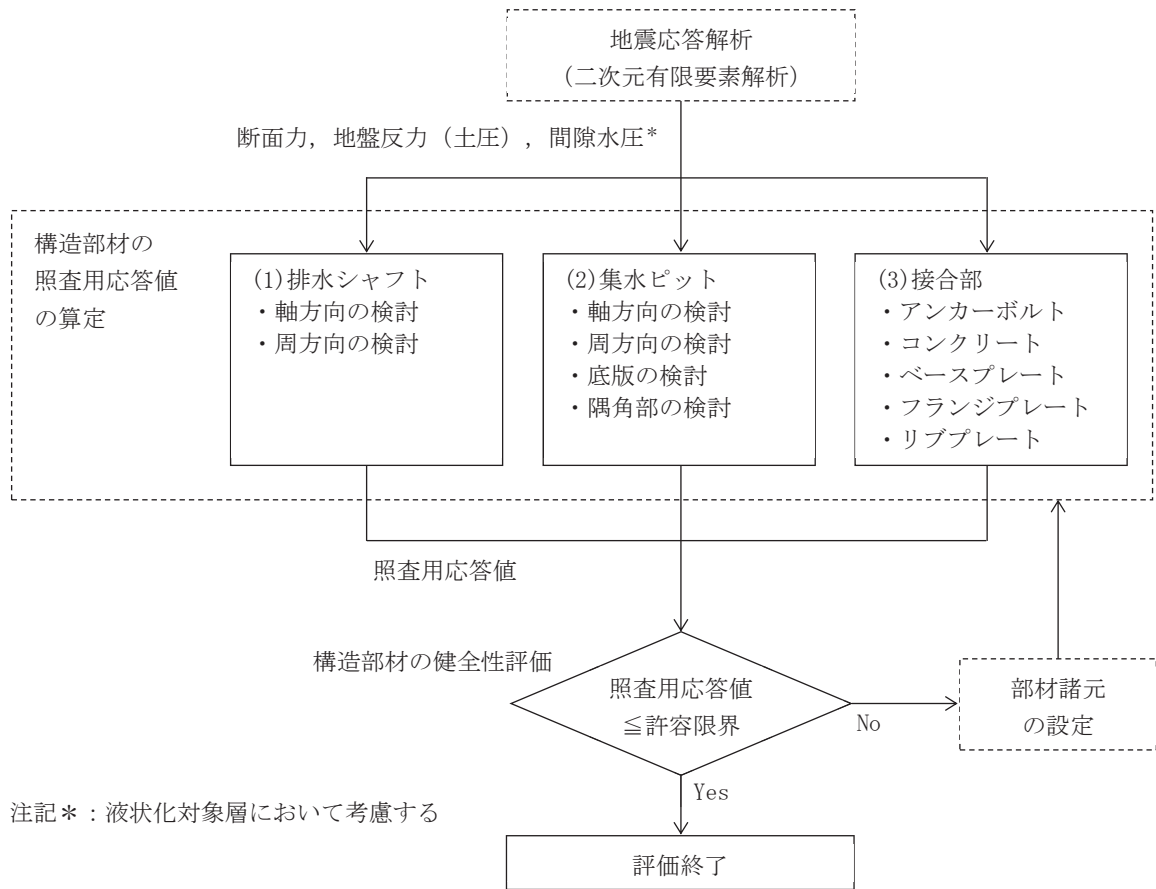 地震応答解析
(二次元有限要素解析)
断面力，地盤反力（土圧），間隙水圧*
構造部材の
照査用応答値
の算定
(1)排水シャフト
・軸方向の検討
・周方向の検討
(2)集水ピット
・軸方向の検討
・周方向の検討
・底版の検討
・隅角部の検討
(3)接合部
・アンカーボルト
・コンクリート
・ベースプレート
・フランジプレート
・リブプレート
照査用応答値
構造部材の健全性評価
照査用応答値
≦許容限界
No
部材諸元
の設定
Yes
注記＊：液状化対象層において考慮する
評価終了